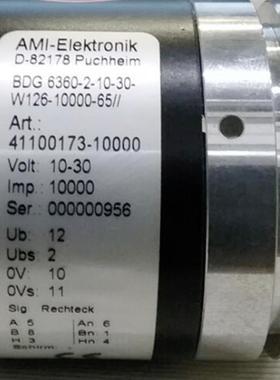 AMI-Elektronik
D-82178 Puchheim
BDG 6360-2-10-30-
W126-10000-65//
Art.:
41100173-10000
Volt: 10-30
Imp.: 10000
Ser.: 000000956
Ub: 12
Ubs: 2
0V: 10
0Vs: 11
Sig: Rechteck
A: 5 An: 6
B: 8 Bn: 1
H: 3 Hn: 4